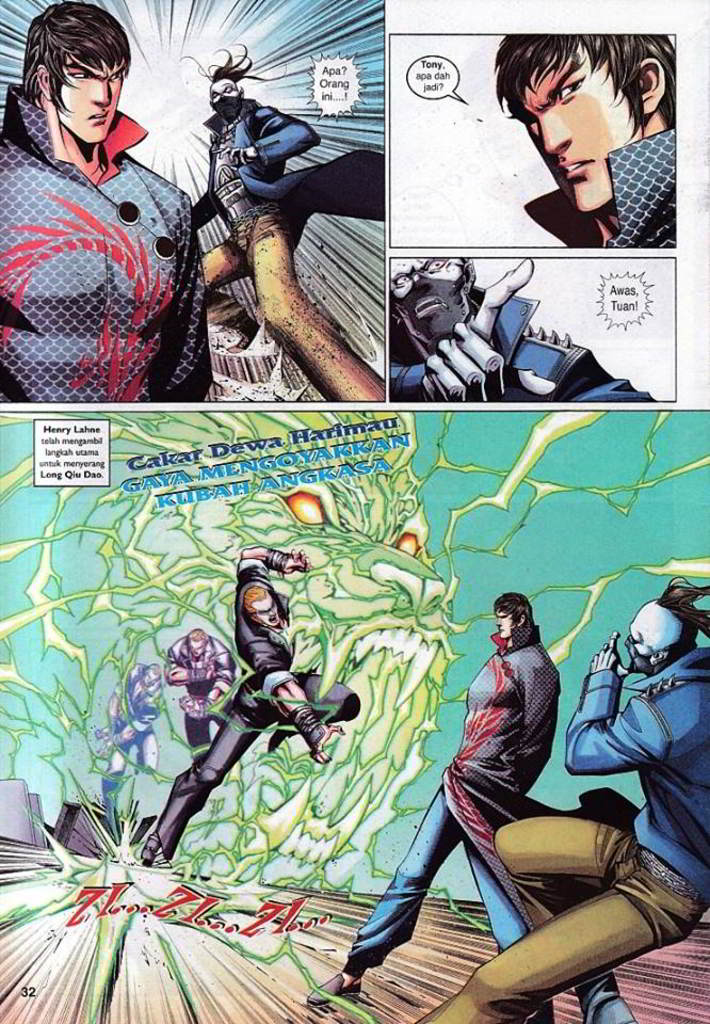 Apa?
Orang
ini....!
Tony,
apa dah
jadi?
Awas,
Tuan!
Henry Lahne
telah mengambil
langkah utama
untuk menyerang
Long Qiu Dao.
Cakar Dewa Harimau
GAYA MENGOYAKKAN
KUBAH ANGKASA
ZI...ZI...ZI...
32